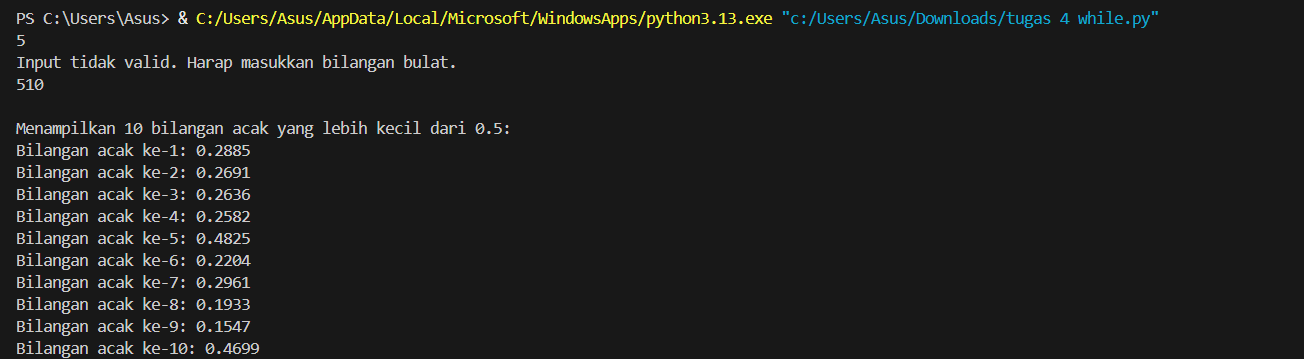 PS C:\Users\Asus> & C:/Users/Asus/AppData/Local/Microsoft/WindowsApps/python3.13.exe "c:/Users/Asus/Downloads/tugas 4 while.py"
5
Input tidak valid. Harap masukkan bilangan bulat.
510

Menampilkan 10 bilangan acak yang lebih kecil dari 0.5:
Bilangan acak ke-1: 0.2885
Bilangan acak ke-2: 0.2691
Bilangan acak ke-3: 0.2636
Bilangan acak ke-4: 0.2582
Bilangan acak ke-5: 0.4825
Bilangan acak ke-6: 0.2204
Bilangan acak ke-7: 0.2961
Bilangan acak ke-8: 0.1933
Bilangan acak ke-9: 0.1547
Bilangan acak ke-10: 0.4699